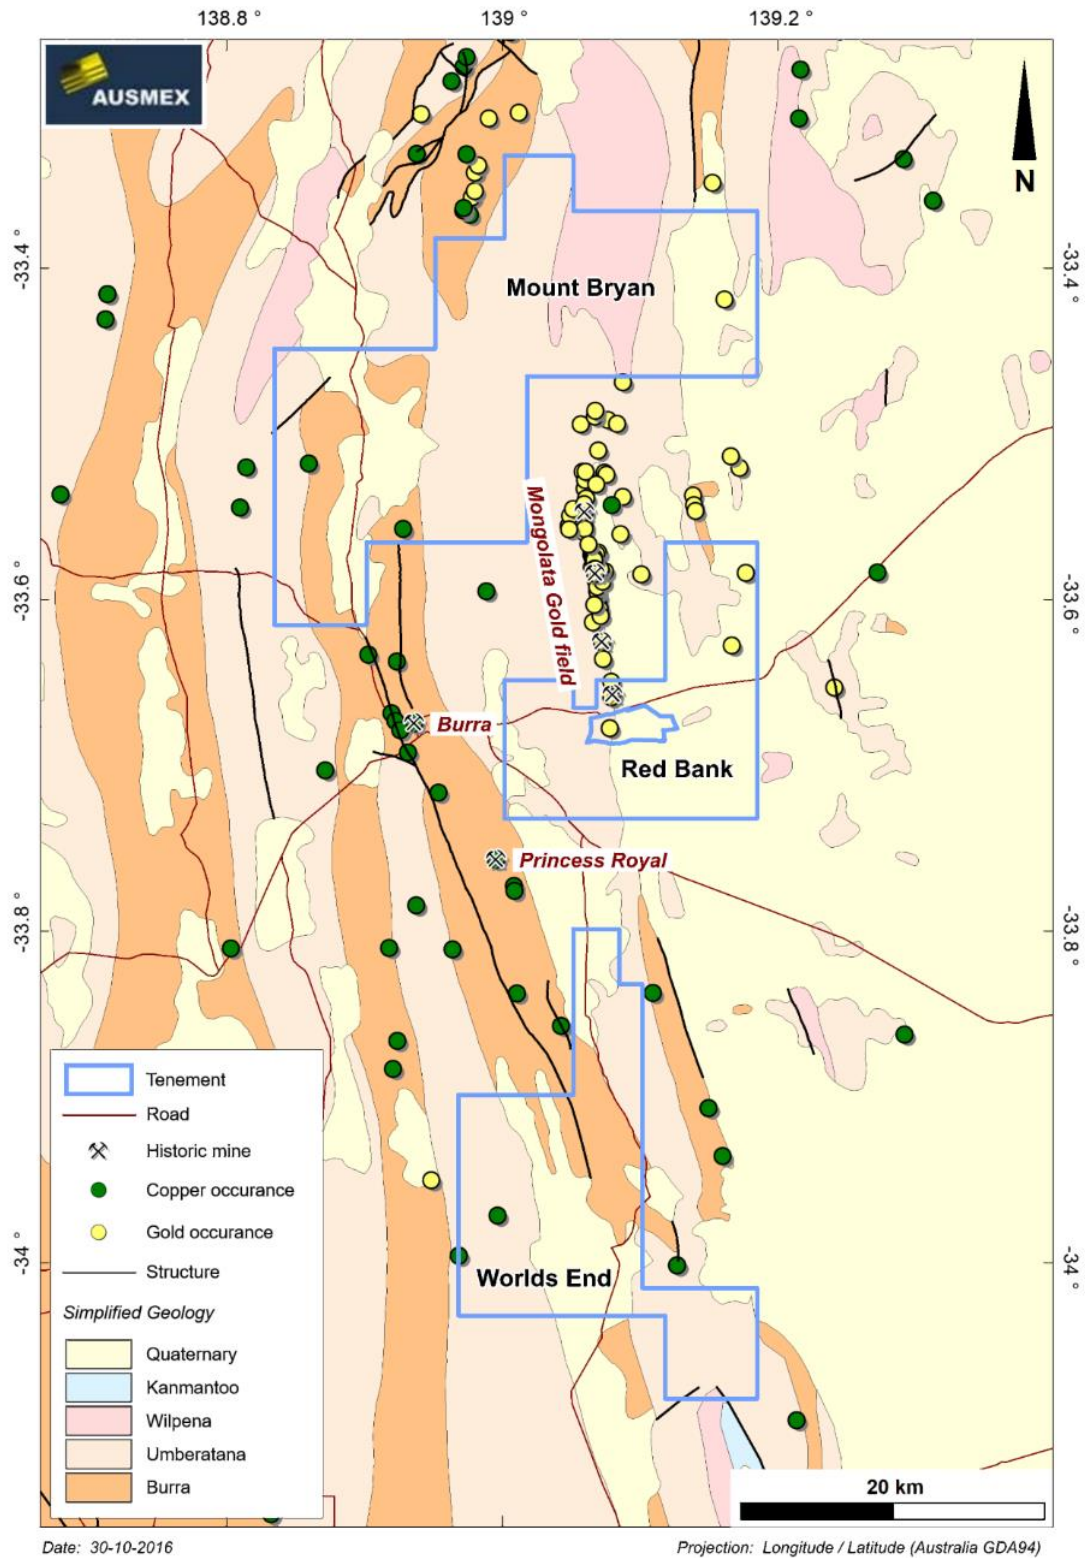 138.8 °
139 °
139.2 °
AUSMEX
N
-33.4 °
-33.4 °
Mount Bryan
Mongolata Gold field
-33.6 °
-33.6 °
Burra
Red Bank
Princess Royal
-33.8 °
-33.8 °
Tenement
Road
Historic mine
Copper occurance
Gold occurance
Structure
-34 °
-34 °
Worlds End
Simplified Geology
Quaternary
Kanmantoo
Wilpena
Umberatana
Burra
20 km
Date: 30-10-2016
Projection: Longitude / Latitude (Australia GDA94)